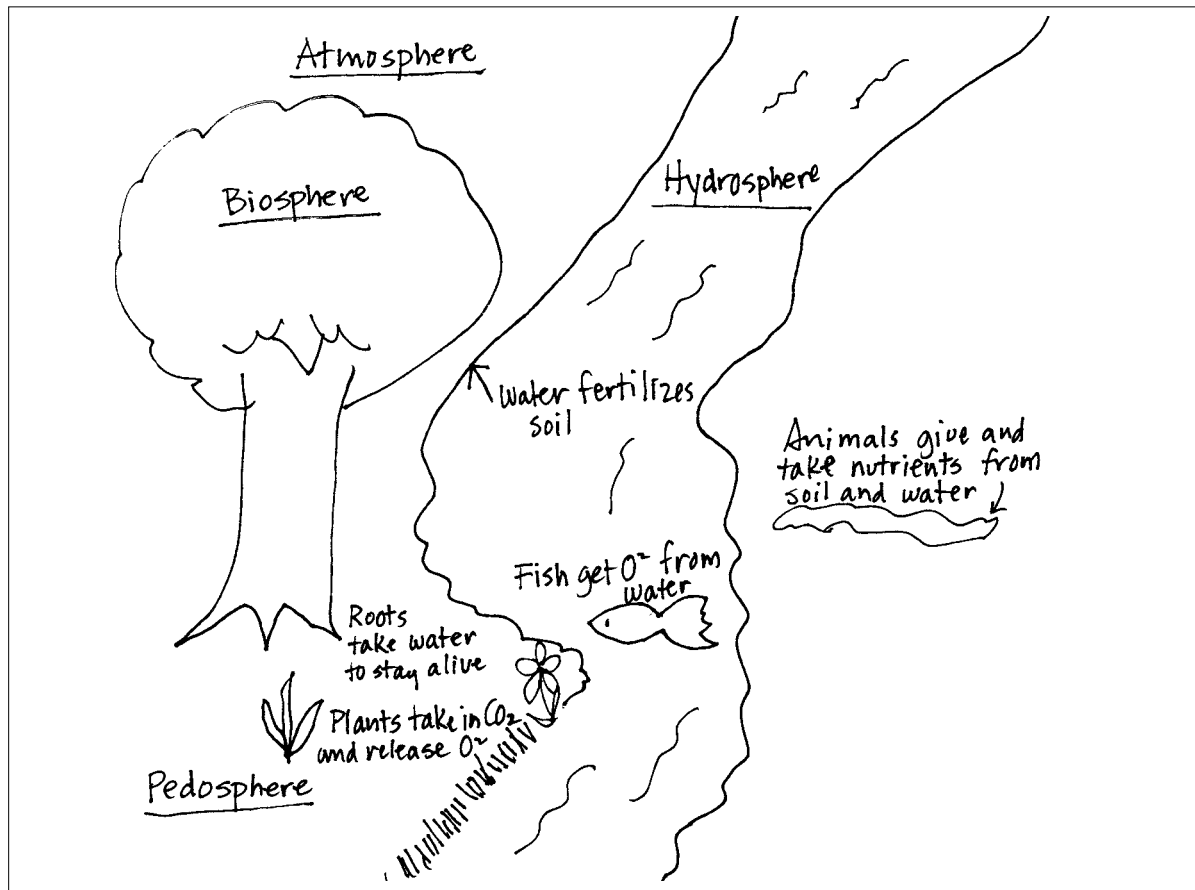 Atmosphere
Biosphere
Hydrosphere
Water fertilizes
soil
Animals give and
take nutrients from
soil and water
Fish get O² from
water
Roots
take water
to stay alive
Plants take in CO₂
and release O₂
Pedosphere